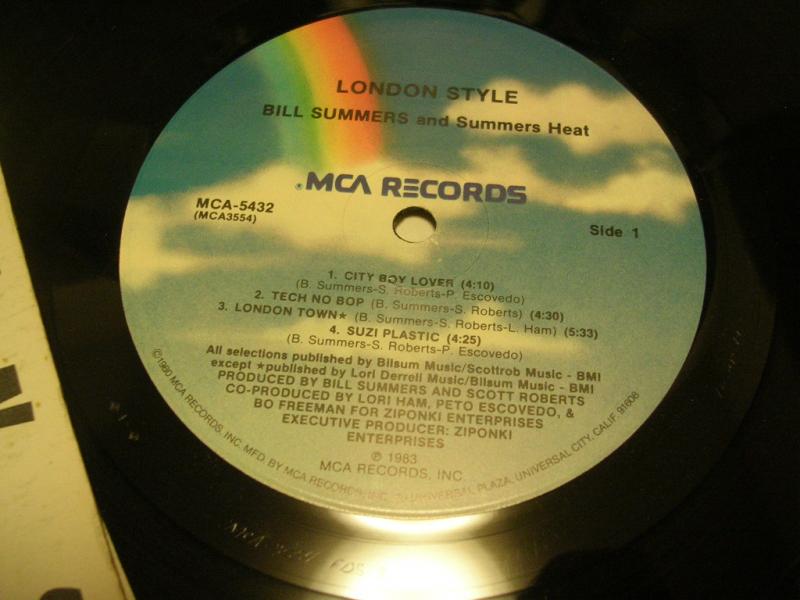 LONDON STYLE
BILL SUMMERS and Summers Heat
®MCA RECORDS
MCA-5432
(MCA3554)
Side 1
1. CITY BOY LOVER (4:10)
(B. Summers-S. Roberts-P. Escovedo)
2. TECH NO BOP (B. Summers-S. Roberts) (4:30)
3. LONDON TOWN★ (B. Summers-S. Roberts-L. Ham) (5:33)
4. SUZI PLASTIC (4:25)
(B. Summers-S. Roberts-P. Escovedo)
All selections published by Bilsum Music/Scottrob Music - BMI
except ★published by Lori Derrell Music/Bilsum Music - BMI
PRODUCED BY BILL SUMMERS AND SCOTT ROBERTS
CO-PRODUCED BY LORI HAM, PETO ESCOVEDO, &
BO FREEMAN FOR ZIPONKI ENTERPRISES
EXECUTIVE PRODUCER: ZIPONKI
ENTERPRISES
℗ 1983
MCA RECORDS, INC.
©1980 MCA RECORDS, INC. MFD. BY MCA RECORDS, INC. UNIVERSAL PLAZA, UNIVERSAL CITY, CALIF. 91608